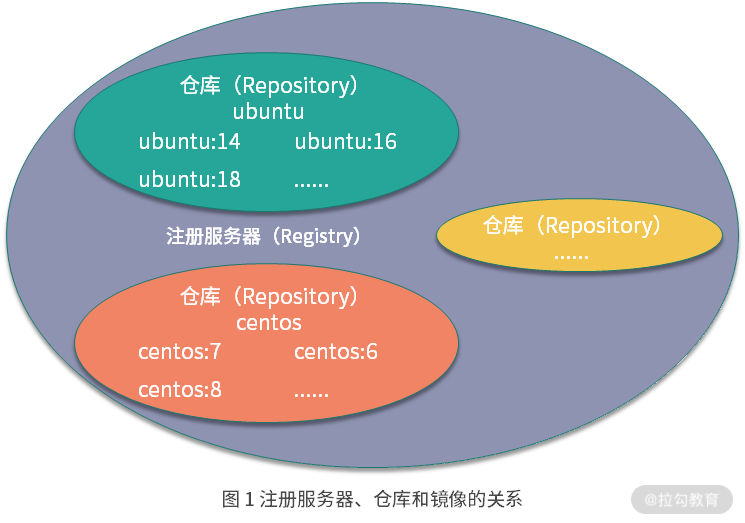 仓库（Repository）
ubuntu
ubuntu:14 ubuntu:16
ubuntu:18 ......
注册服务器（Registry）
仓库（Repository）
......
仓库（Repository）
centos
centos:7 centos:6
centos:8 ......
图 1 注册服务器、仓库和镜像的关系
@拉勾教育